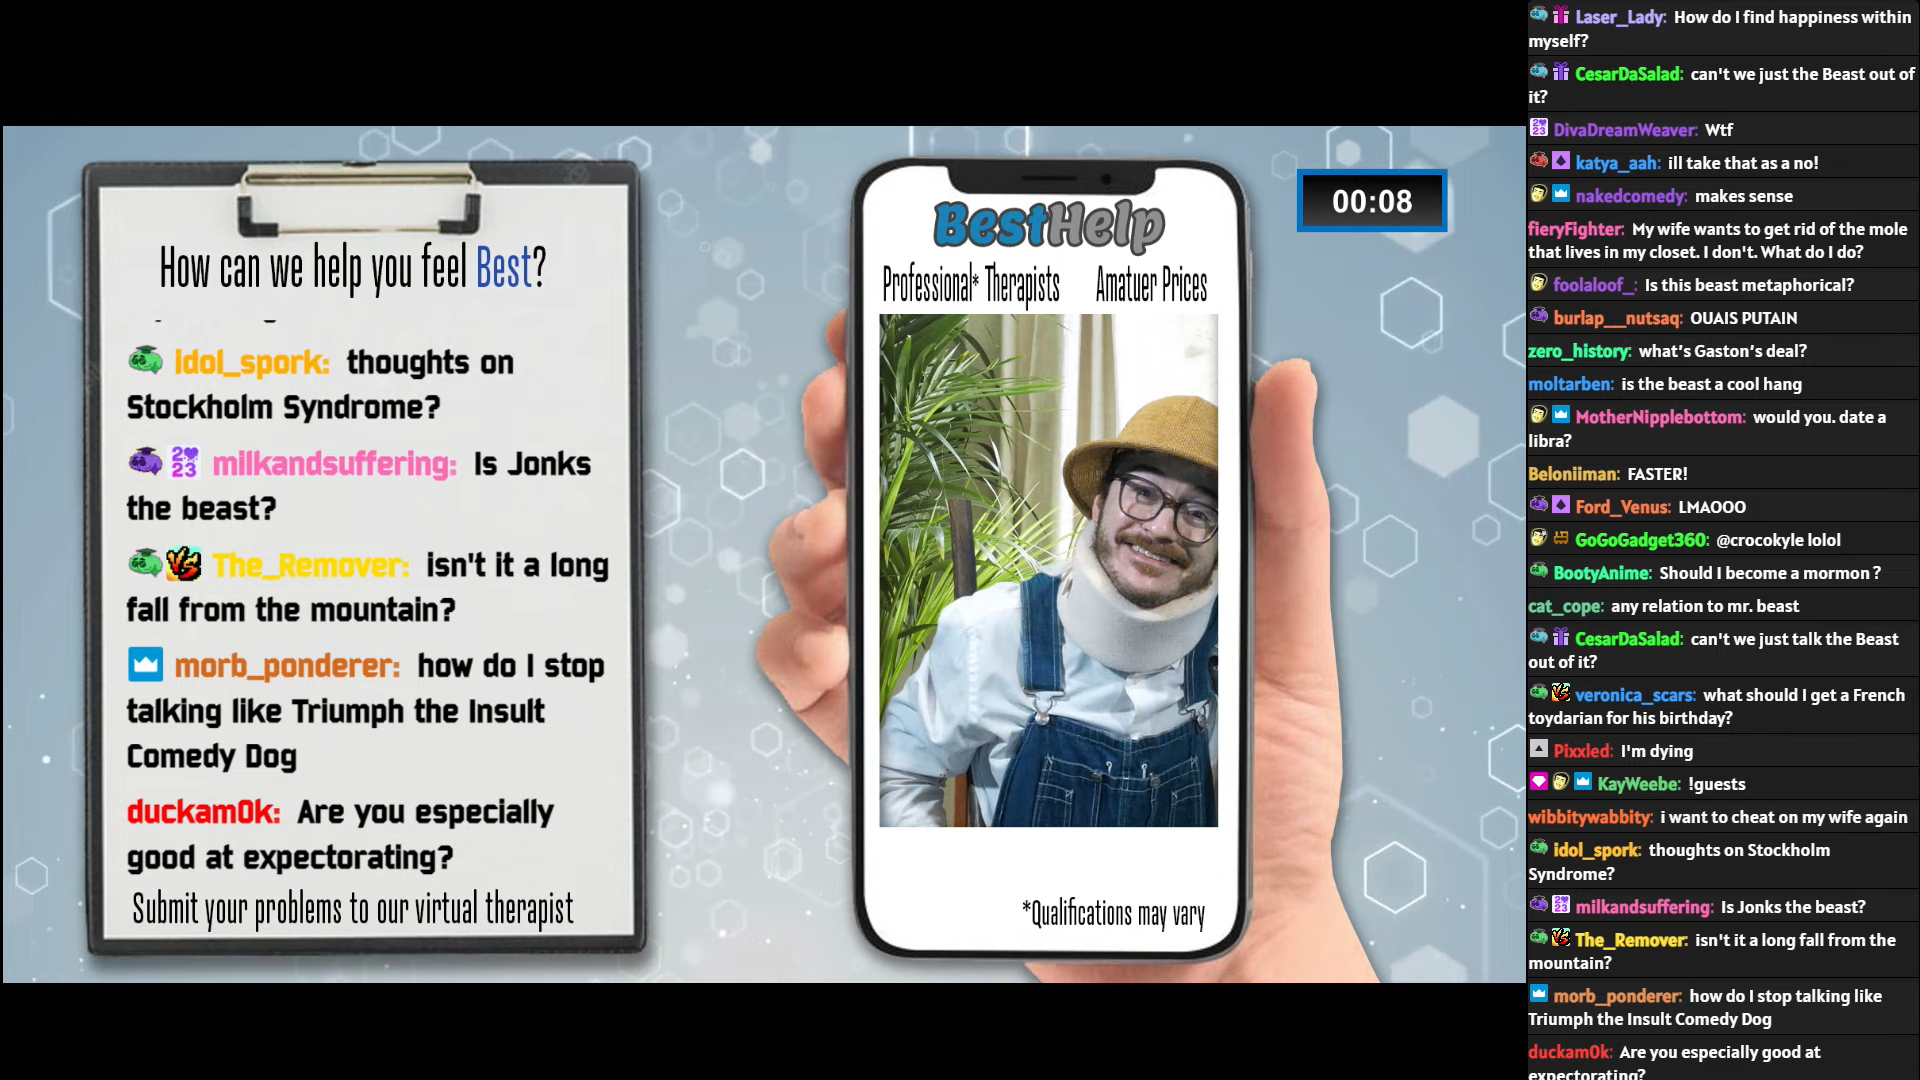 How can we help you feel Best?
idol_spork: thoughts on
Stockholm Syndrome?
milkandsuffering: Is Jonks
the beast?
The_Remover: isn't it a long
fall from the mountain?
morb_ponderer: how do I stop
talking like Triumph the Insult
Comedy Dog
duckam0k: Are you especially
good at expectorating?
Submit your problems to our virtual therapist
BestHelp
Professional* Therapists Amatuer Prices
*Qualifications may vary
00:08
Laser_Lady: How do I find happiness within
myself?
CesarDaSalad: can't we just the Beast out of
it?
DivaDreamWeaver: Wtf
katya_aah: ill take that as a no!
nakedcomedy: makes sense
fieryFighter: My wife wants to get rid of the mole
that lives in my closet. I don't. What do I do?
foolaloof_: Is this beast metaphorical?
burlap__nutsaq: OUAIS PUTAIN
zero_history: what's Gaston's deal?
moltarben: is the beast a cool hang
MotherNipplebottom: would you. date a
libra?
Beloniiman: FASTER!
Ford_Venus: LMAOOO
GoGoGadget360: @crocokyle lolol
BootyAnime: Should I become a mormon ?
cat_cope: any relation to mr. beast
CesarDaSalad: can't we just talk the Beast
out of it?
veronica_scars: what should I get a French
toydarian for his birthday?
Pixxled: I'm dying
KayWeebe: !guests
wibbitywabbity: i want to cheat on my wife again
idol_spork: thoughts on Stockholm
Syndrome?
milkandsuffering: Is Jonks the beast?
The_Remover: isn't it a long fall from the
mountain?
morb_ponderer: how do I stop talking like
Triumph the Insult Comedy Dog
duckam0k: Are you especially good at
expectorating?